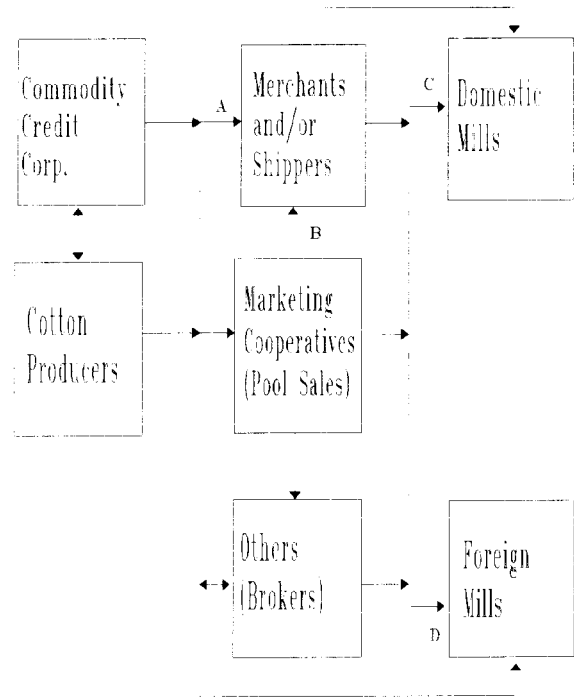 Commodity
Credit
Corp.
A
Merchants
and/or
Shippers
C
Domestic
Mills
B
Cotton
Producers
Marketing
Cooperatives
(Pool Sales)
Others
(Brokers)
D
Foreign
Mills